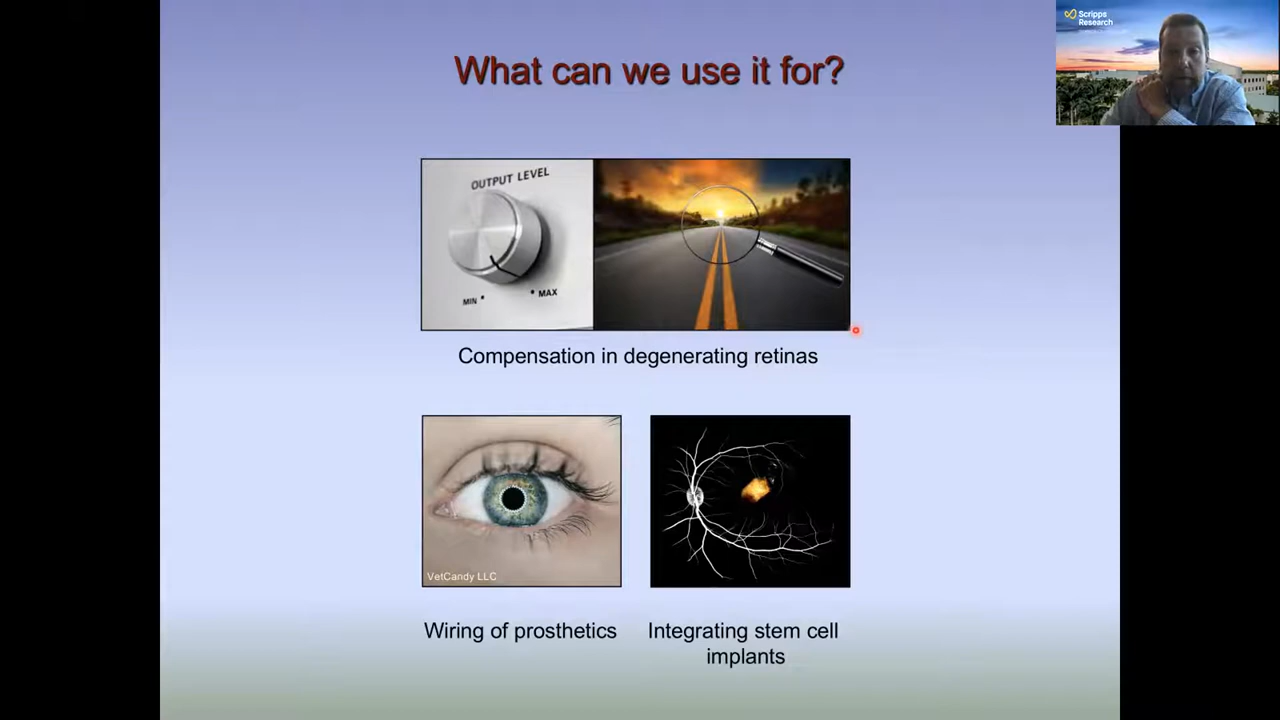 What can we use it for?
Scripps
Research
OUTPUT LEVEL
MIN
MAX
Compensation in degenerating retinas
VetCandy LLC
Wiring of prosthetics
Integrating stem cell
implants